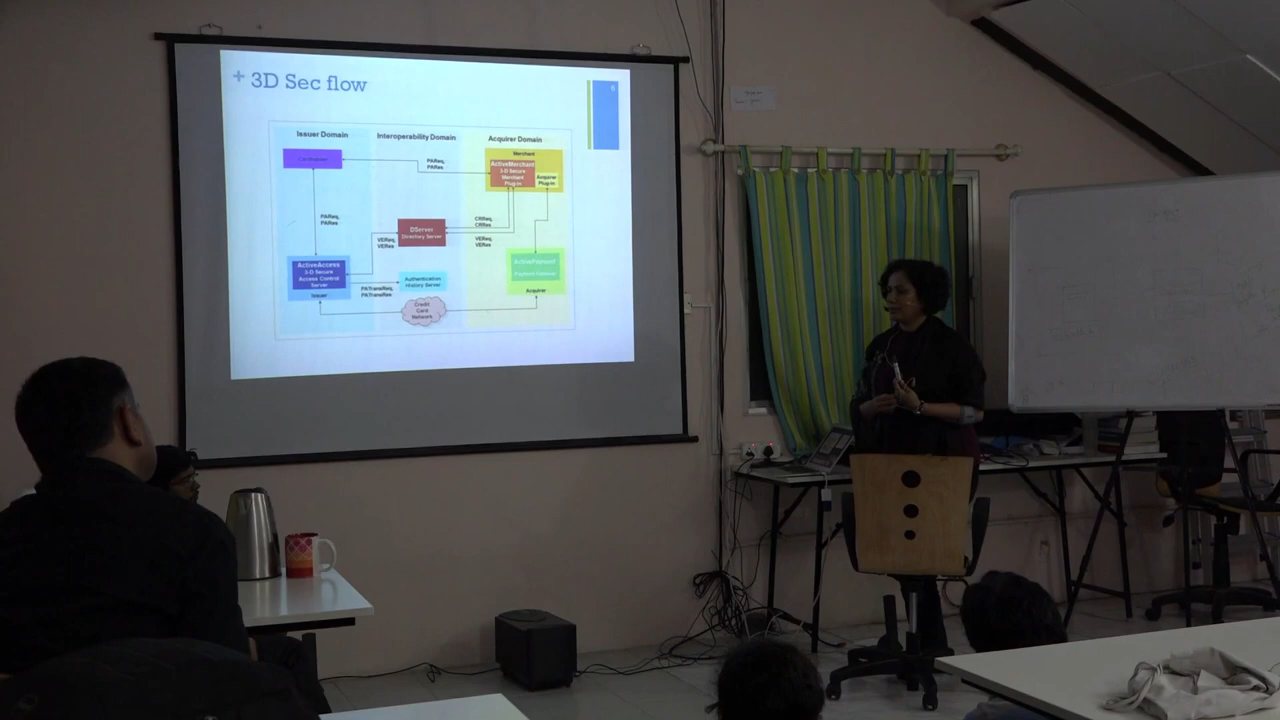 + 3D Sec flow
6
Issuer Domain
Interoperability Domain
Acquirer Domain
Cardholder
PAReq,
PARes
Merchant
ActiveMerchant
3-D Secure
Merchant
Plug-in
Acquirer
Plug-in
PAReq,
PARes
DServer
Directory Server
CRReq,
CRRes
VEReq,
VERes
VEReq,
VERes
ActiveAccess
3-D Secure
Access Control
Server
Issuer
PATransReq,
PATransRes
Authentication
History Server
ActivePayment
Payment Gateway
Acquirer
Credit
Card
Network